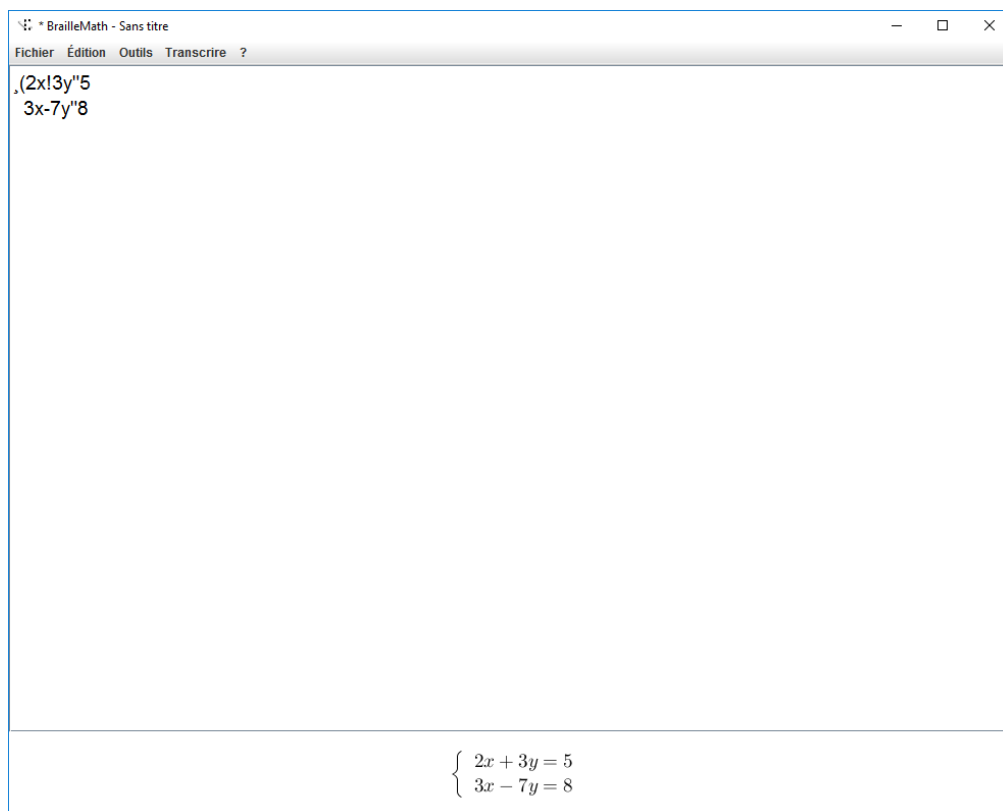 * BrailleMath - Sans titre
Fichier Édition Outils Transcrire ?
¸(2x!3y"5
3x-7y"8
2x + 3y = 5
3x − 7y = 8